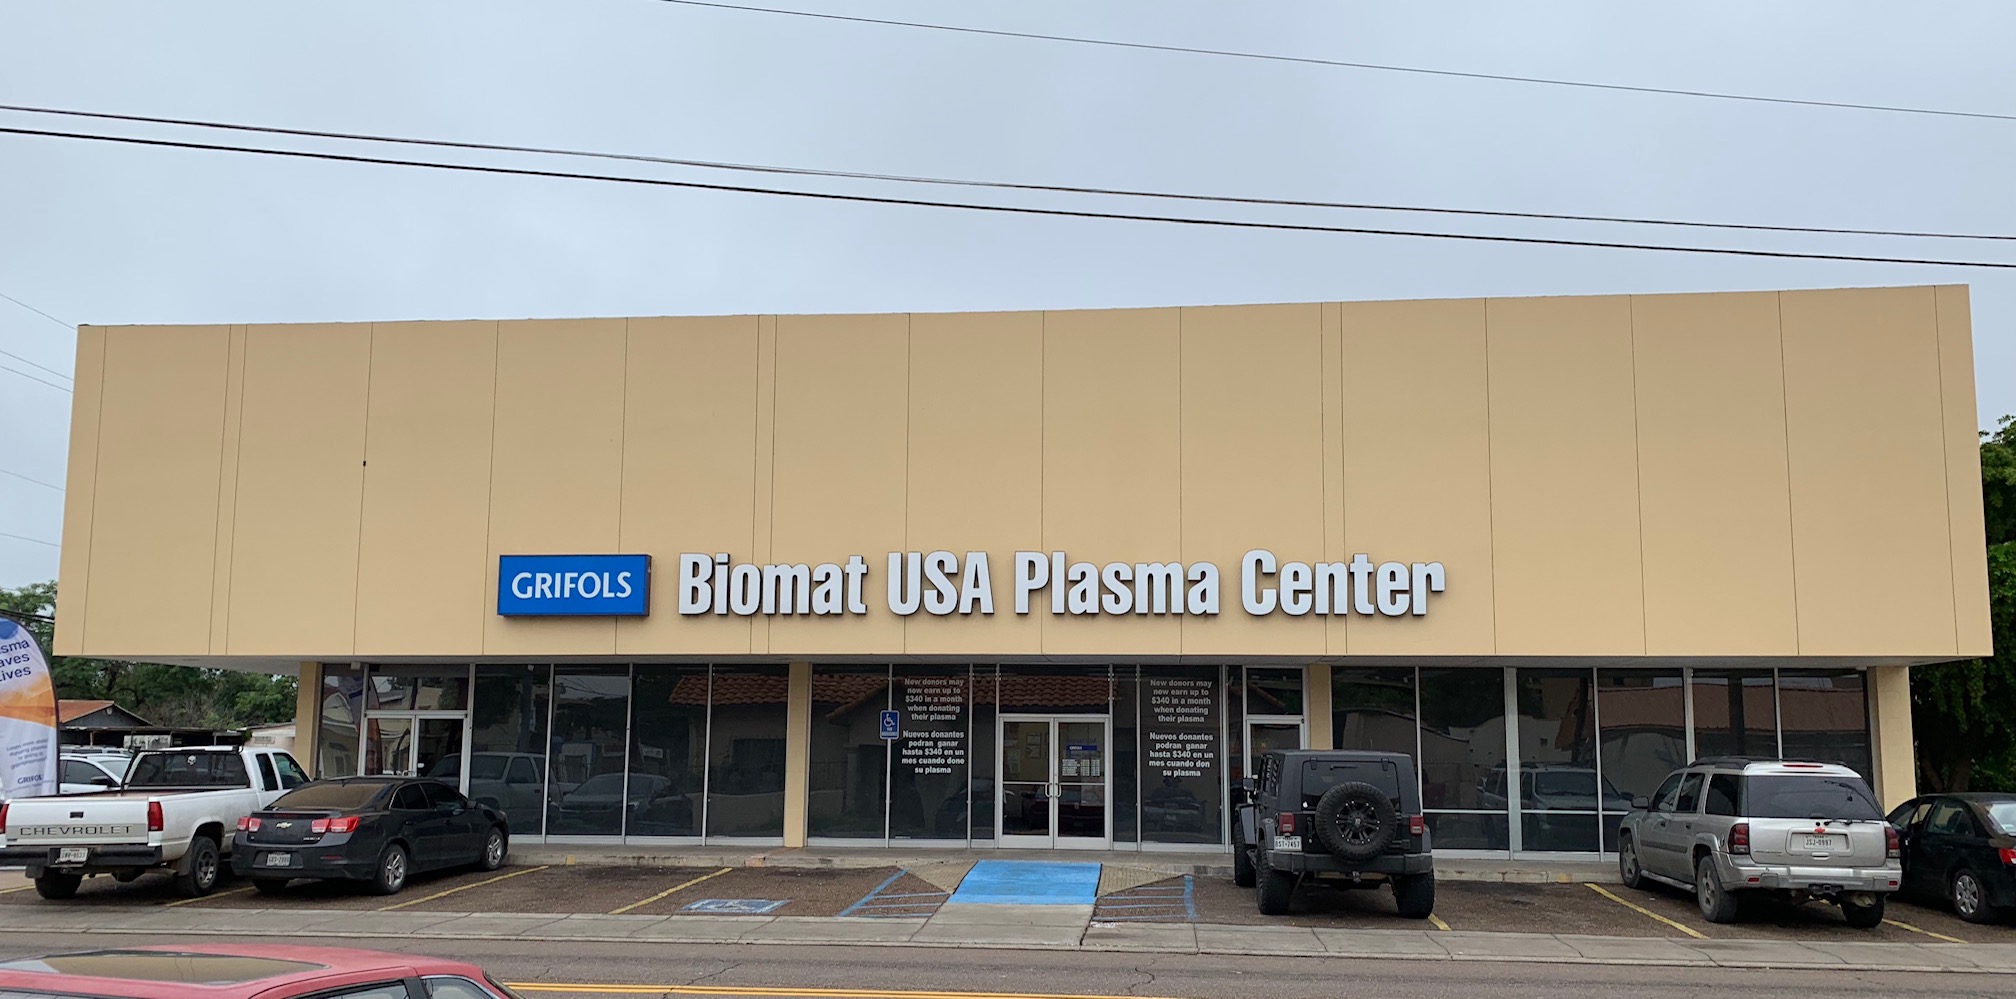 GRIFOLS
Biomat USA Plasma Center
New donors may
now earn up to
$340 in a month
when donating
their plasma
Nuevos donantes
podran ganar
hasta $340 en un
mes cuando done
su plasma
New donors may
now earn up to
$340 in a month
when donating
their plasma
Nuevos donantes
podran ganar
hasta $340 en un
mes cuando don
su plasma
GRIFOLS
CHEVROLET
JSJ-0997